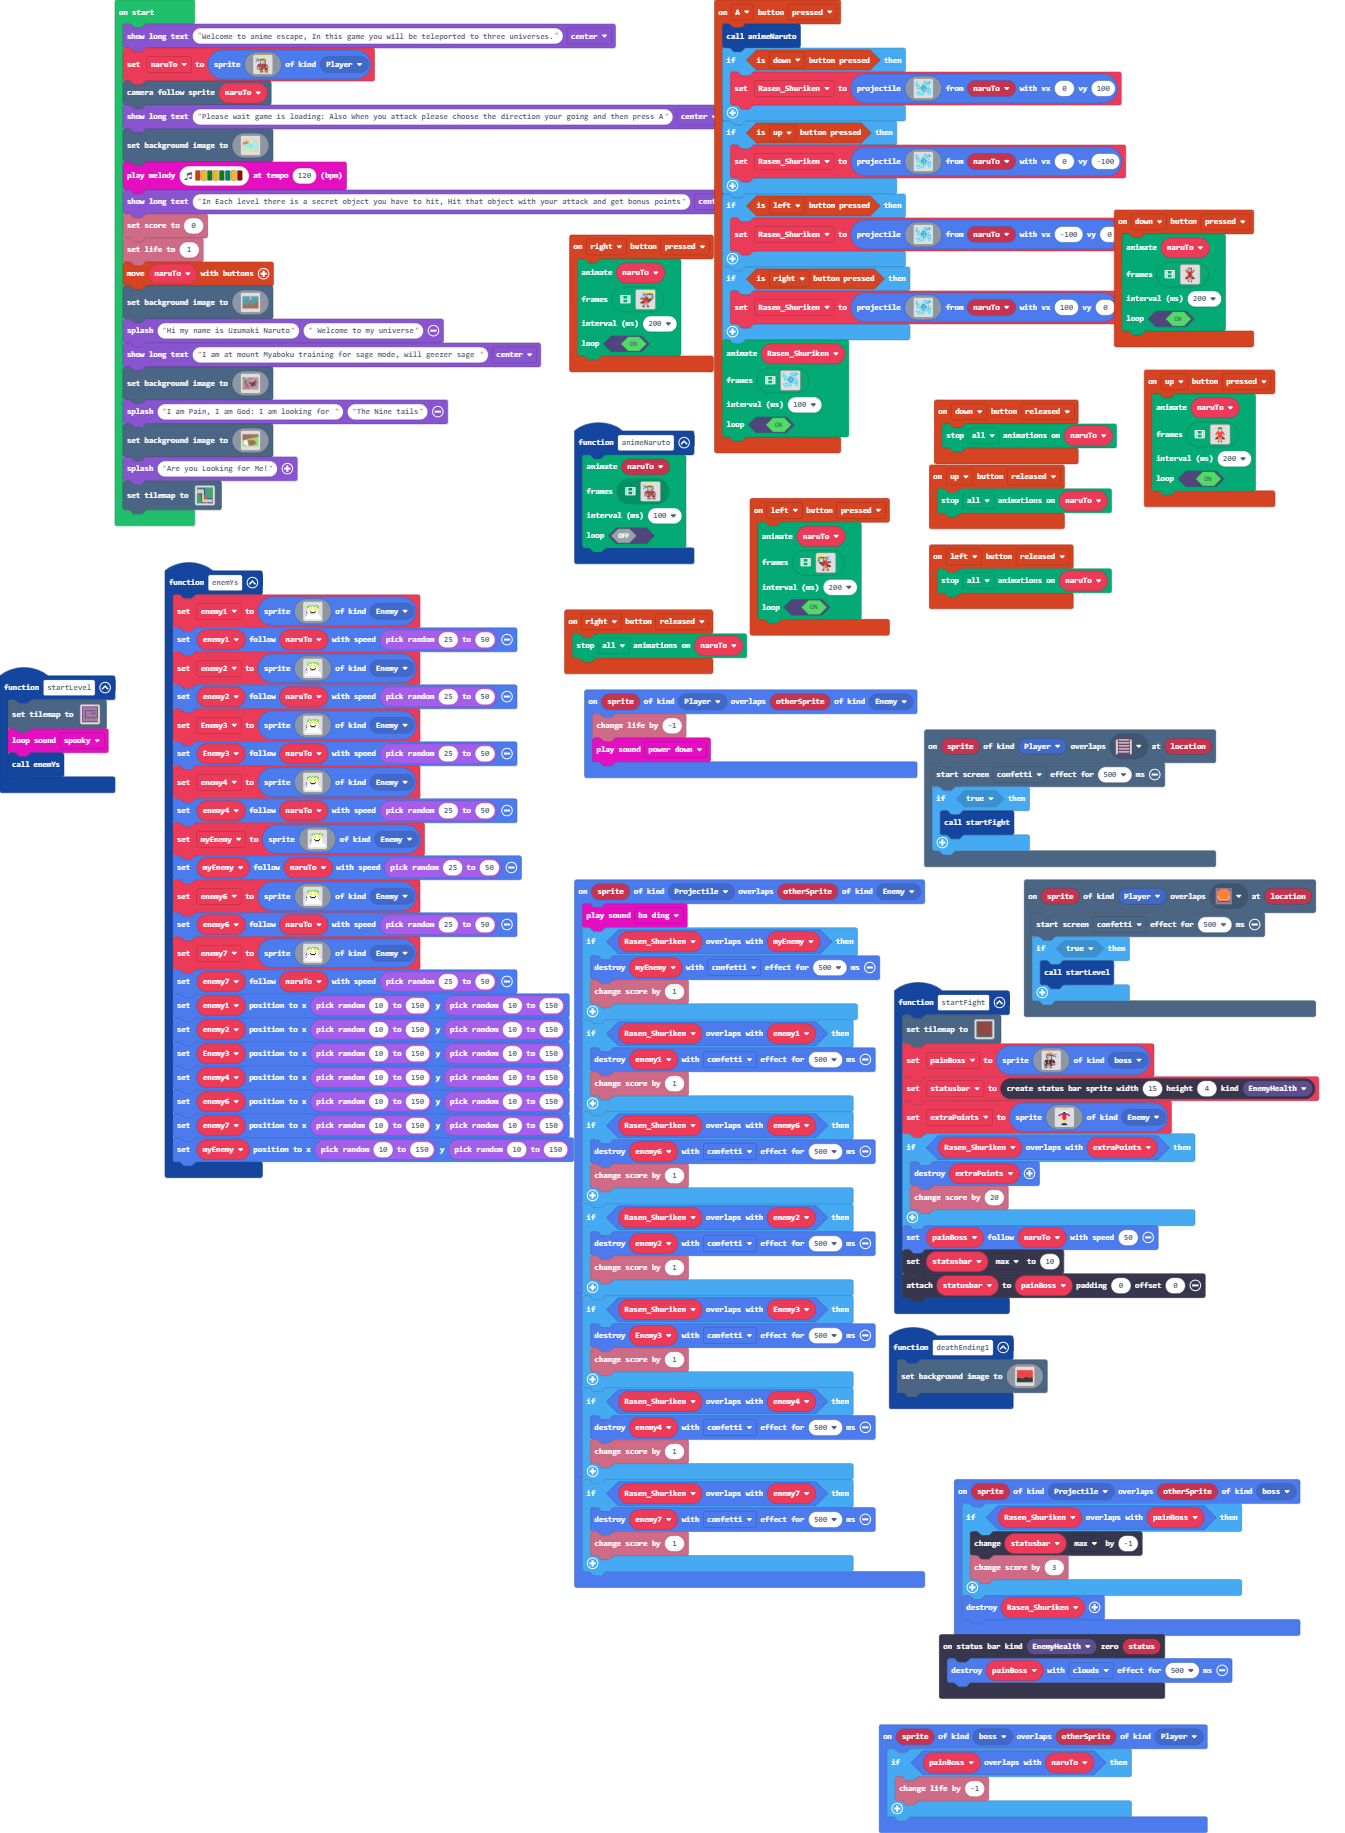 on start
show long text "Welcome to anime escape, In this game you will be teleported to three universes." center
set naruTo to sprite of kind Player
camera follow sprite naruTo
show long text "Please wait game is loading: Also When you attack please choose the direction your going and then press A" center
set background image to
play melody at tempo 120 (bpm)
show long text "In Each level there is a secret object you have to hit, Hit that object with your attack and get bonus points"
set score to 0
set life to 1
move naruTo with buttons
set background image to
splash "Hi my name is Uzumaki Naruto" " Welcome to my universe"
show long text "I am at mount Myaboku training for sage mode, will geezer sage " center
set background image to
splash "I am Pain, I am God: I am looking for " "The Nine tails"
set background image to
splash "Are you Looking for Me!"
set tilemap to
on A button pressed
call animeNaruto
if is down button pressed then
set Rasen_Shuriken to projectile from naruTo with vx 0 vy 100
if is up button pressed then
set Rasen_Shuriken to projectile from naruTo with vx 0 vy -100
if is left button pressed then
set Rasen_Shuriken to projectile from naruTo with vx -100 vy 0
if is right button pressed then
set Rasen_Shuriken to projectile from naruTo with vx 100 vy 0
animate Rasen_Shuriken
frames
interval (ms) 100
loop ON
on right button pressed
animate naruTo
frames
interval (ms) 200
loop ON
on down button pressed
animate naruTo
frames
interval (ms) 200
loop ON
on up button pressed
animate naruTo
frames
interval (ms) 200
loop ON
function animeNaruto
animate naruTo
frames
interval (ms) 100
loop OFF
on down button released
stop all animations on naruTo
on up button released
stop all animations on naruTo
on left button released
stop all animations on naruTo
on left button pressed
animate naruTo
frames
interval (ms) 200
loop ON
on right button released
stop all animations on naruTo
function enemYs
set enemy1 to sprite of kind Enemy
set enemy1 follow naruTo with speed pick random 25 to 50
set enemy2 to sprite of kind Enemy
set enemy2 follow naruTo with speed pick random 25 to 50
set Enemy3 to sprite of kind Enemy
set Enemy3 follow naruTo with speed pick random 25 to 50
set enemy4 to sprite of kind Enemy
set enemy4 follow naruTo with speed pick random 25 to 50
set myEnemy to sprite of kind Enemy
set myEnemy follow naruTo with speed pick random 25 to 50
set enemy6 to sprite of kind Enemy
set enemy6 follow naruTo with speed pick random 25 to 50
set enemy7 to sprite of kind Enemy
set enemy7 follow naruTo with speed pick random 25 to 50
set enemy1 position to x pick random 10 to 150 y pick random 10 to 150
set enemy2 position to x pick random 10 to 150 y pick random 10 to 150
set Enemy3 position to x pick random 10 to 150 y pick random 10 to 150
set enemy4 position to x pick random 10 to 150 y pick random 10 to 150
set enemy6 position to x pick random 10 to 150 y pick random 10 to 150
set enemy7 position to x pick random 10 to 150 y pick random 10 to 150
set myEnemy position to x pick random 10 to 150 y pick random 10 to 150
function startLevel
set tilemap to
loop sound spooky
call enemYs
on sprite of kind Player overlaps otherSprite of kind Enemy
change life by -1
play sound power down
on sprite of kind Player overlaps at location
start screen confetti effect for 500 ms
if true then
call startFight
on sprite of kind Projectile overlaps otherSprite of kind Enemy
play sound ba ding
if Rasen_Shuriken overlaps with myEnemy then
destroy myEnemy with confetti effect for 500 ms
change score by 1
if Rasen_Shuriken overlaps with enemy1 then
destroy enemy1 with confetti effect for 500 ms
change score by 1
if Rasen_Shuriken overlaps with enemy6 then
destroy enemy6 with confetti effect for 500 ms
change score by 1
if Rasen_Shuriken overlaps with enemy2 then
destroy enemy2 with confetti effect for 500 ms
change score by 1
if Rasen_Shuriken overlaps with Enemy3 then
destroy Enemy3 with confetti effect for 500 ms
change score by 1
if Rasen_Shuriken overlaps with enemy4 then
destroy enemy4 with confetti effect for 500 ms
change score by 1
if Rasen_Shuriken overlaps with enemy7 then
destroy enemy7 with confetti effect for 500 ms
change score by 1
on sprite of kind Player overlaps at location
start screen confetti effect for 500 ms
if true then
call startLevel
function startFight
set tilemap to
set painBoss to sprite of kind boss
set statusbar to create status bar sprite width 15 height 4 kind EnemyHealth
set extraPoints to sprite of kind Enemy
if Rasen_Shuriken overlaps with extraPoints then
destroy extraPoints
change score by 20
set painBoss follow naruTo with speed 50
set statusbar max to 10
attach statusbar to painBoss padding 0 offset 0
function deathEnding1
set background image to
on sprite of kind Projectile overlaps otherSprite of kind boss
if Rasen_Shuriken overlaps with painBoss then
change statusbar max by -1
change score by 3
destroy Rasen_Shuriken
on status bar kind EnemyHealth zero status
destroy painBoss with clouds effect for 500 ms
on sprite of kind boss overlaps otherSprite of kind Player
if painBoss overlaps with naruTo then
change life by -1